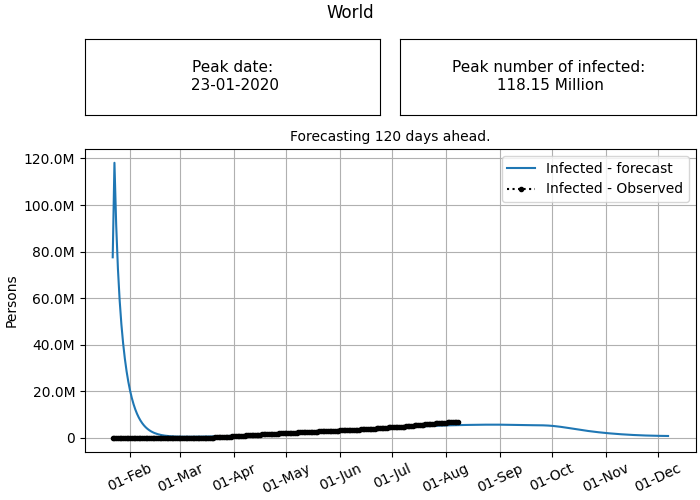 World
Peak date:
23-01-2020
Peak number of infected:
118.15 Million
Forecasting 120 days ahead.
120.0M
100.0M
80.0M
60.0M
40.0M
20.0M
0
Persons
Infected - forecast
Infected - Observed
01-Feb
01-Mar
01-Apr
01-May
01-Jun
01-Jul
01-Aug
01-Sep
01-Oct
01-Nov
01-Dec